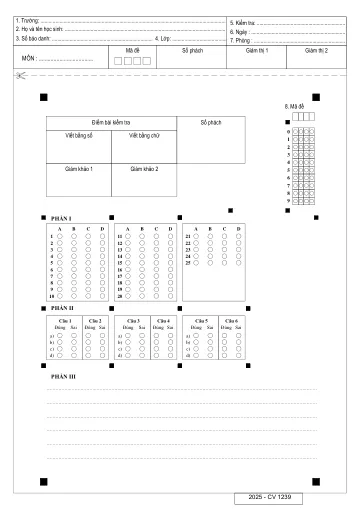 1. Trường: ........................................................................................
5. Kiểm tra: ........................................................
2. Họ và tên học sinh: ........................................................................
6. Ngày : ............................................................
3. Số báo danh: .................................................... 4. Lớp: ........................
7. Phòng : ..........................................................
MÔN : ................................
Mã đề
Số phách
Giám thị 1
Giám thị 2
8. Mã đề
Điểm bài kiểm tra
Số phách
Viết bằng số
Viết bằng chữ
Giám khảo 1
Giám khảo 2
0
1
2
3
4
5
6
7
8
9
PHẦN I
A B C D
1
2
3
4
5
6
7
8
9
10
A B C D
11
12
13
14
15
16
17
18
19
20
A B C D
21
22
23
24
25
PHẦN II
Câu 1 Câu 2
Đúng Sai Đúng Sai
a)
b)
c)
d)
Câu 3 Câu 4
Đúng Sai Đúng Sai
a)
b)
c)
d)
Câu 5 Câu 6
Đúng Sai Đúng Sai
a)
b)
c)
d)
PHẦN III
2025 - CV 1239